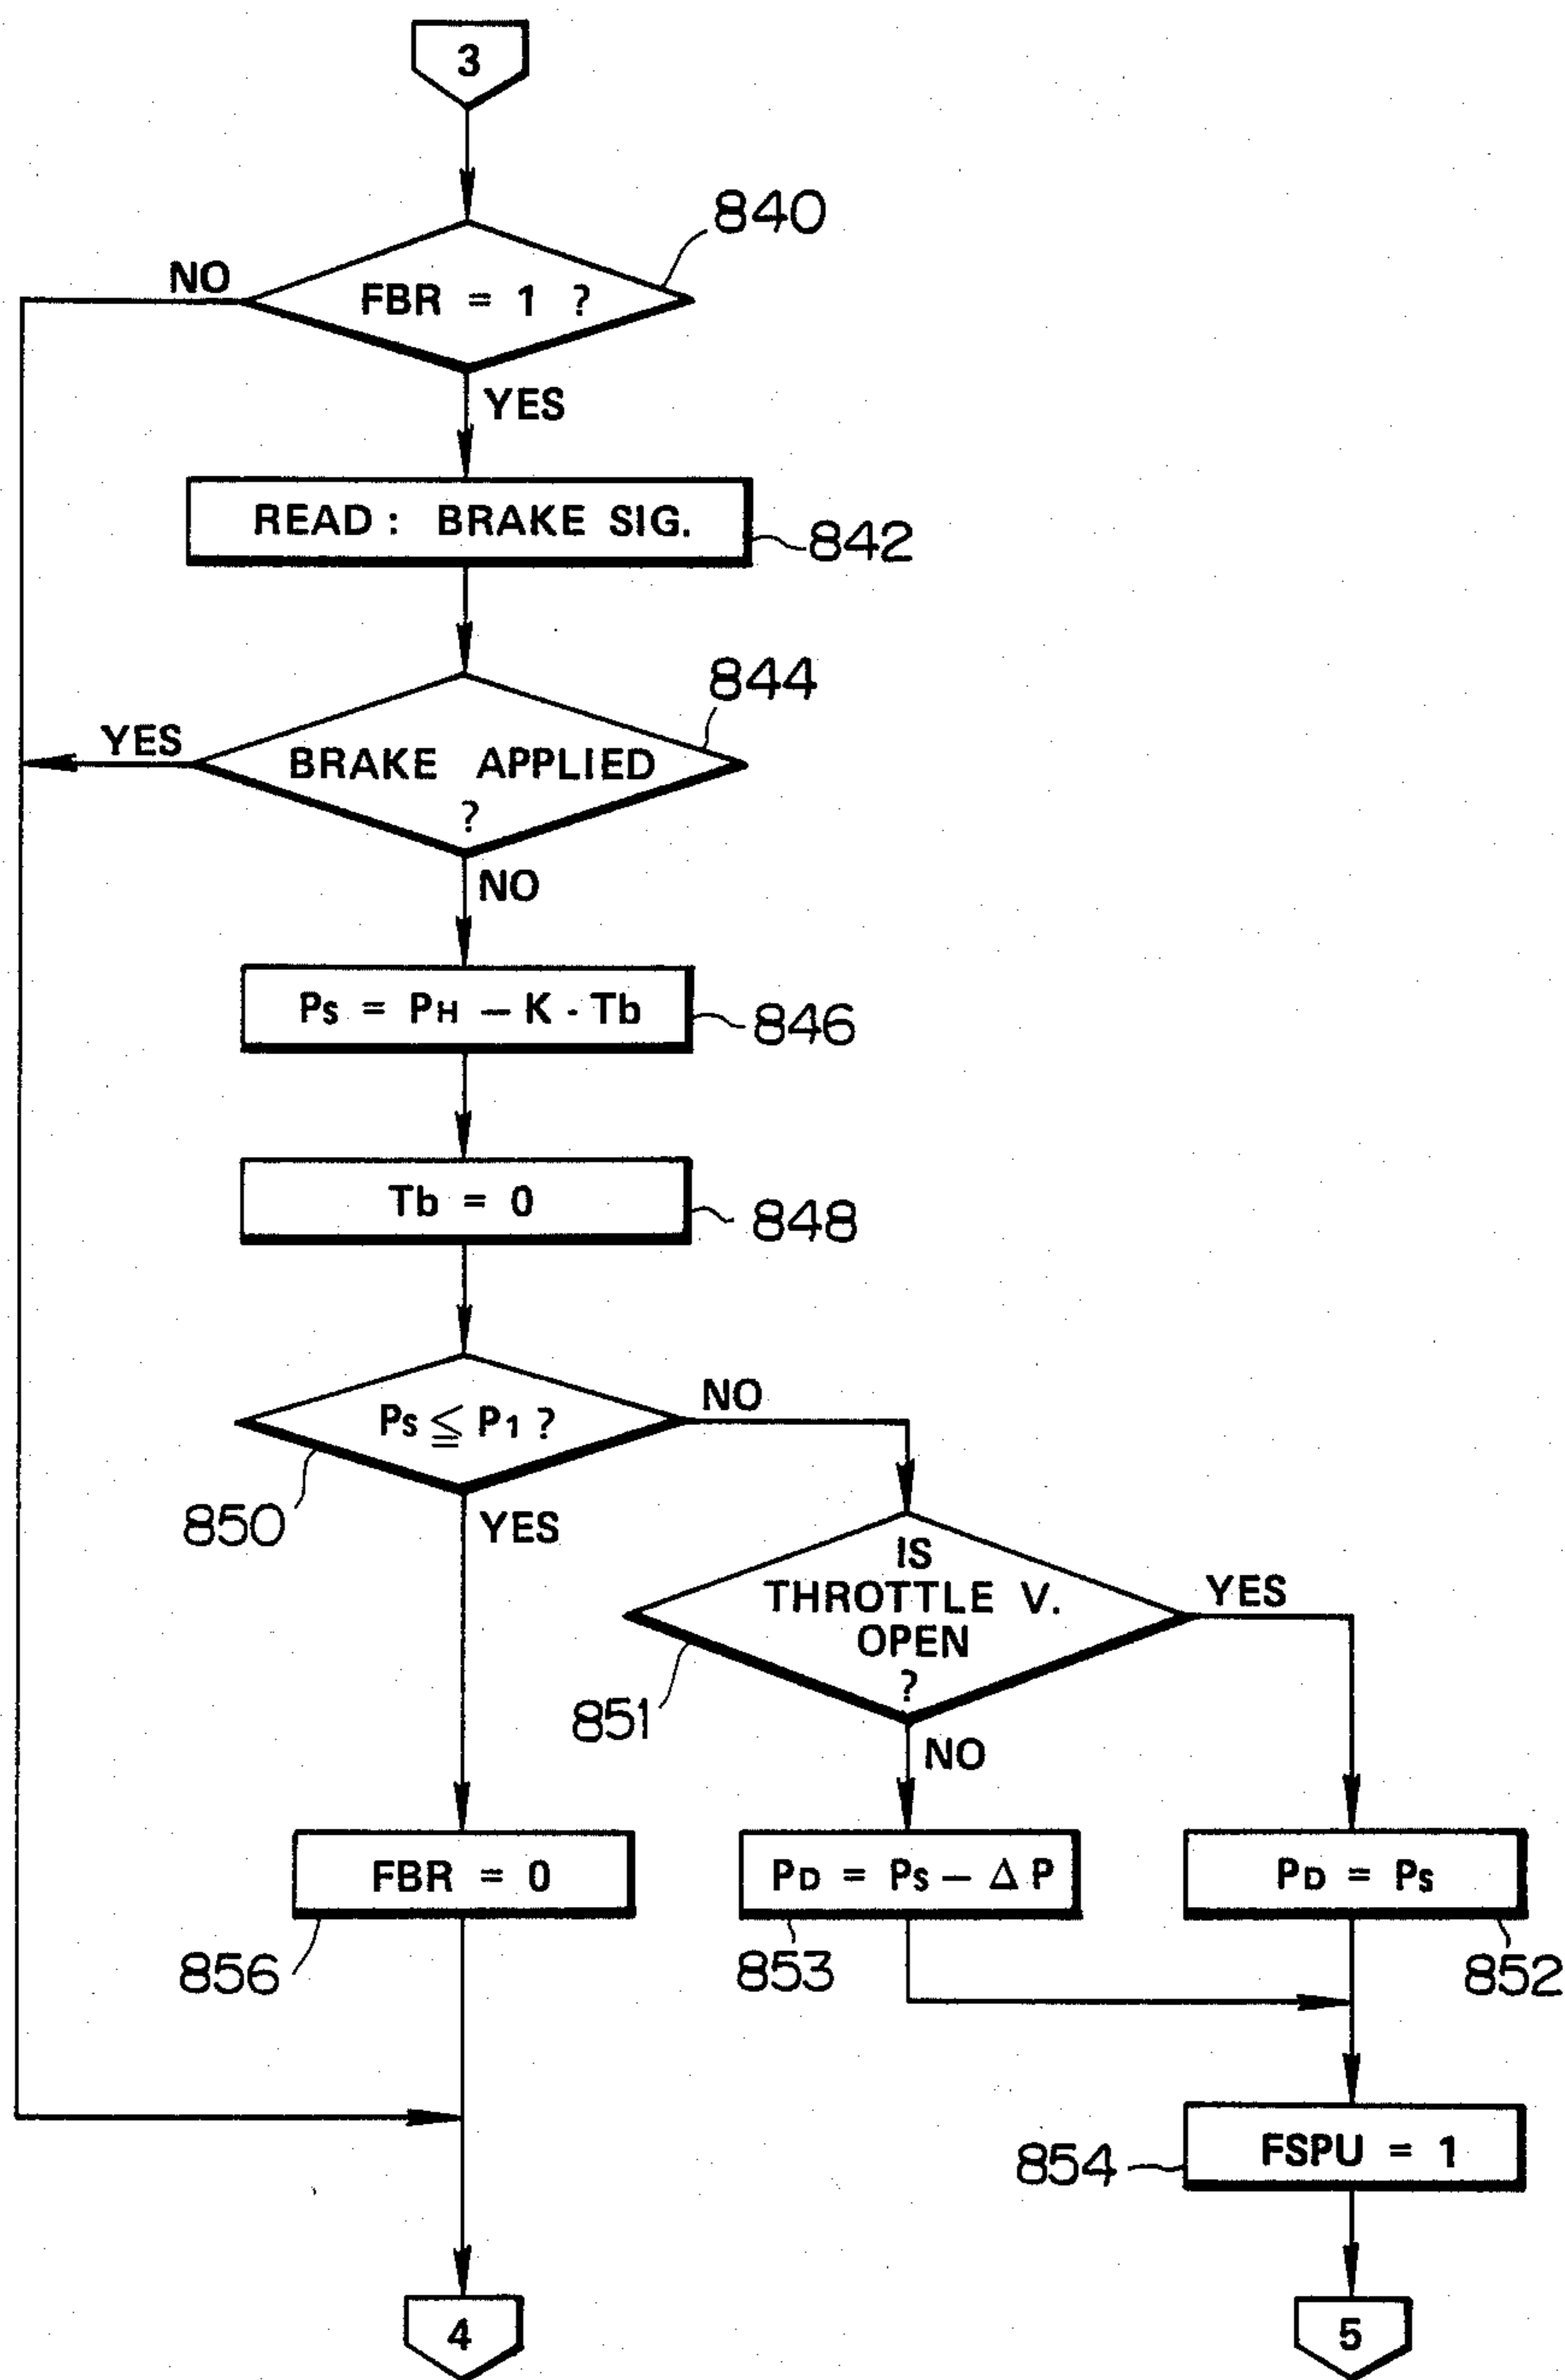 3
840
NO
FBR = 1 ?
YES
READ : BRAKE SIG.
842
844
YES
BRAKE APPLIED
?
NO
Ps = PH - K · Tb
846
Tb = 0
848
NO
Ps ≦ P1 ?
850
YES
IS
THROTTLE V.
OPEN
?
YES
851
NO
FBR = 0
PD = Ps - Δ P
PD = Ps
856
853
852
854
FSPU = 1
4
5